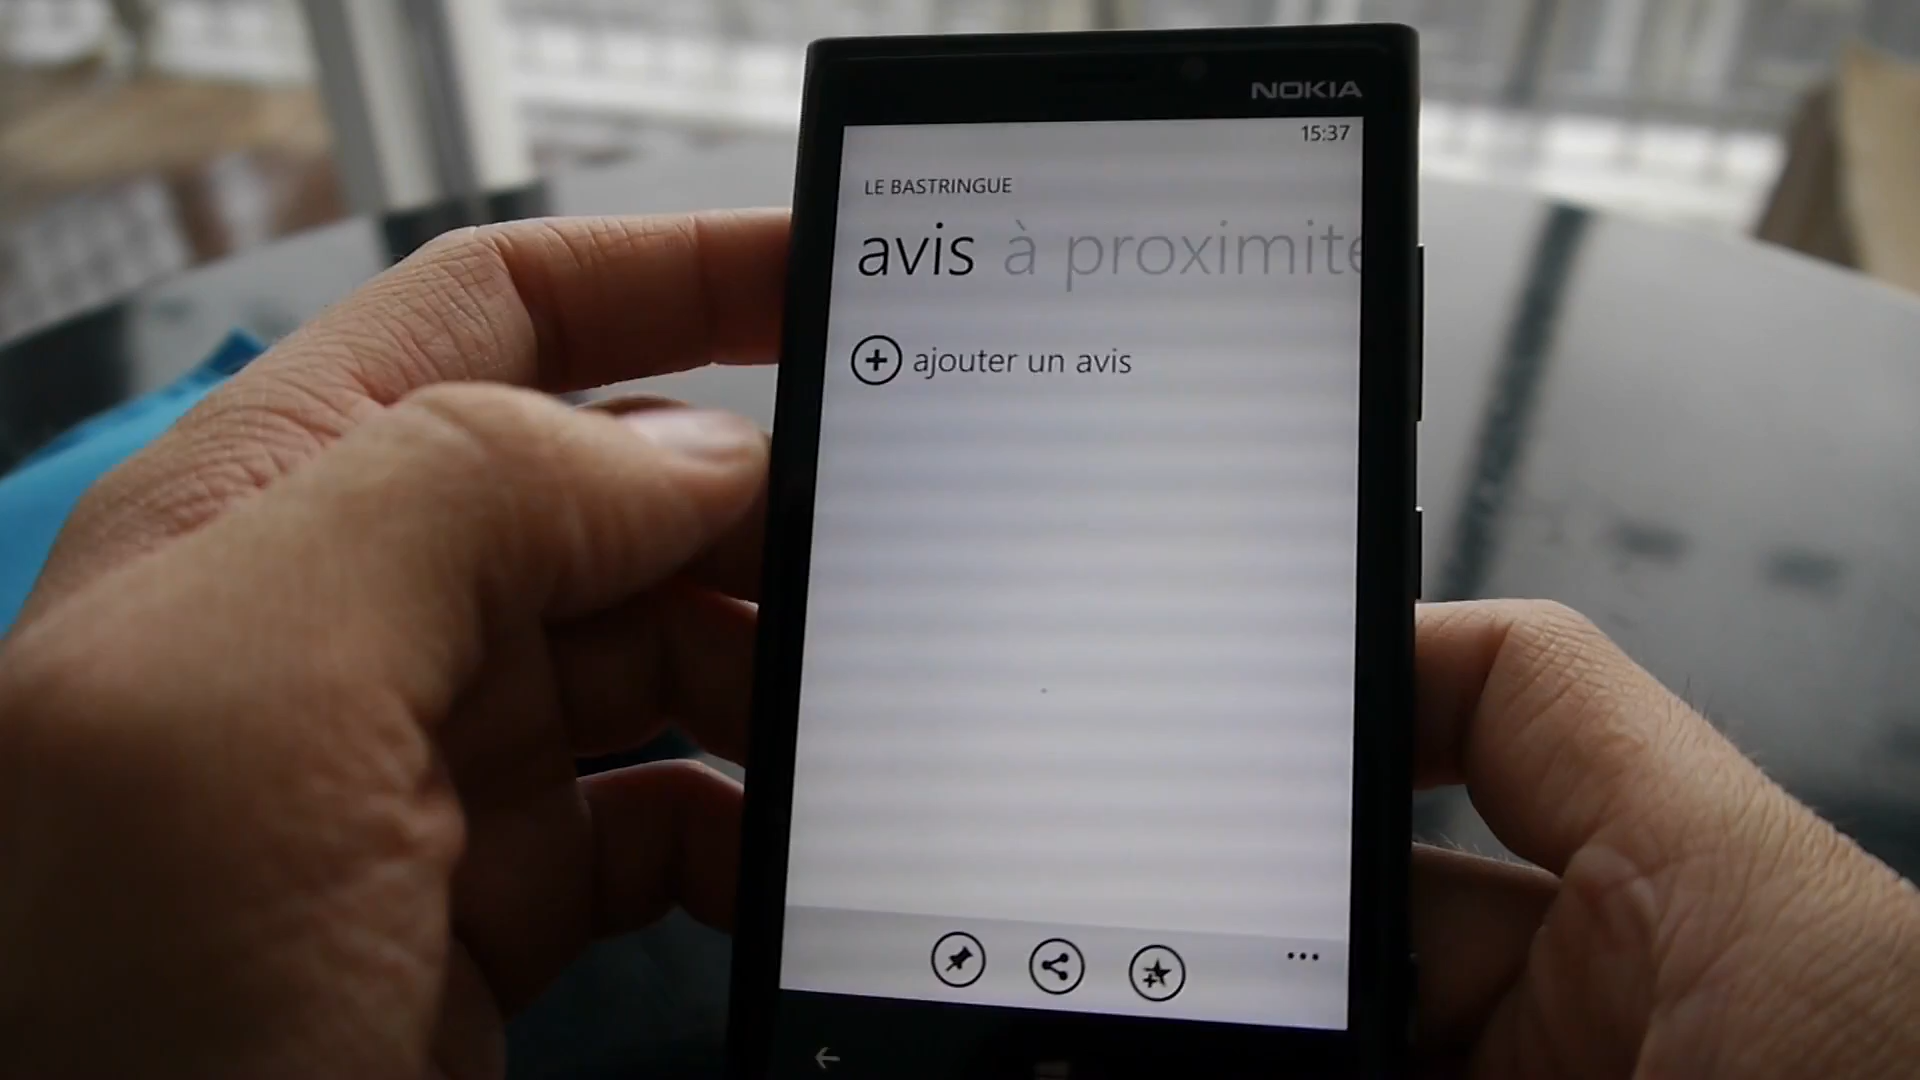 NOKIA
15:37
LE BASTRINGUE
avis à proximité
ajouter un avis